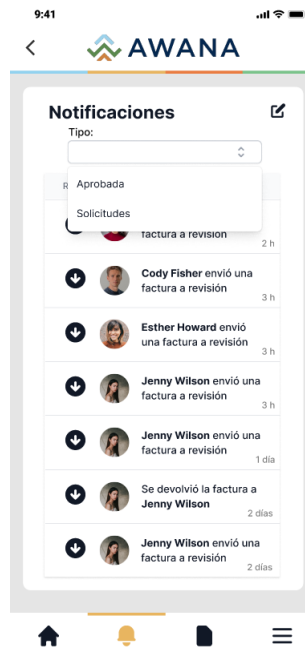 9:41
AWANA
Notificaciones
Tipo:
Aprobada
Solicitudes
factura a revisión
2 h
Cody Fisher envió una
factura a revisión
3 h
Esther Howard envió
una factura a revisión
3 h
Jenny Wilson envió una
factura a revisión
3 h
Jenny Wilson envió una
factura a revisión
1 día
Se devolvió la factura a
Jenny Wilson
2 días
Jenny Wilson envió una
factura a revisión
2 días